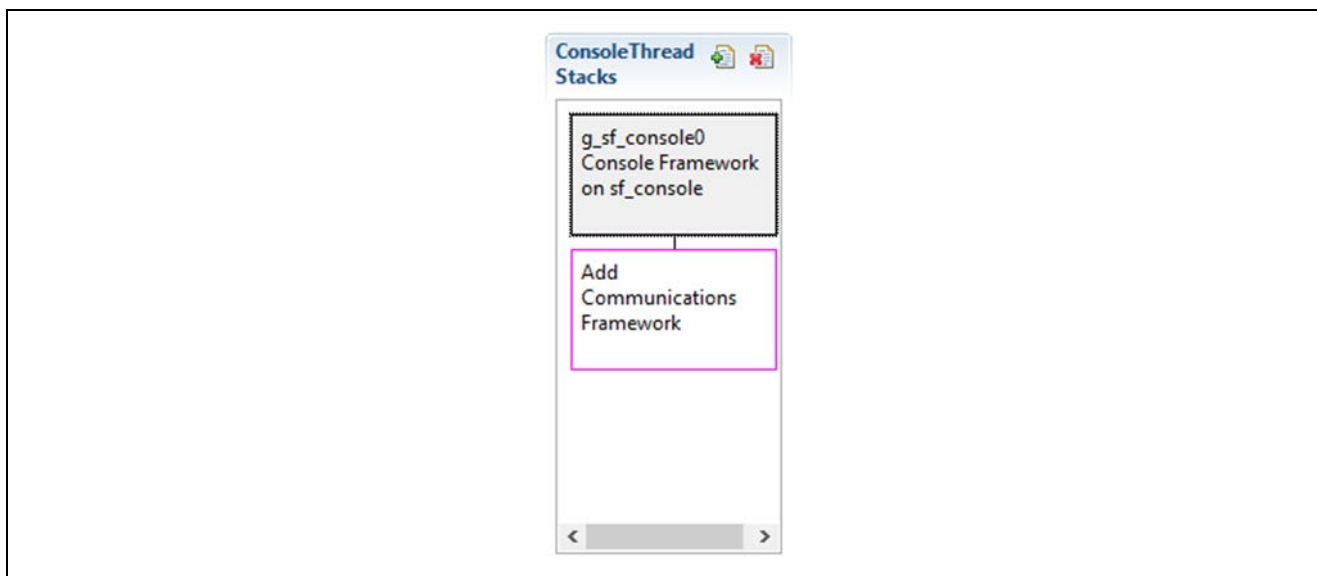 ConsoleThread
Stacks
g_sf_console0
Console Framework
on sf_console
Add
Communications
Framework